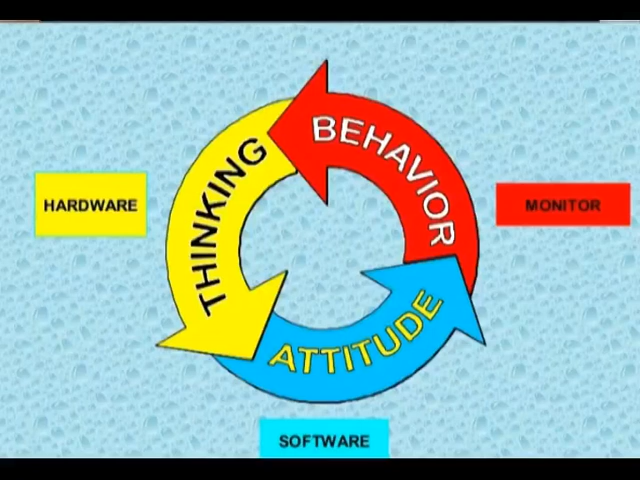 BEHAVIOR
THINKING
HARDWARE
MONITOR
ATTITUDE
SOFTWARE